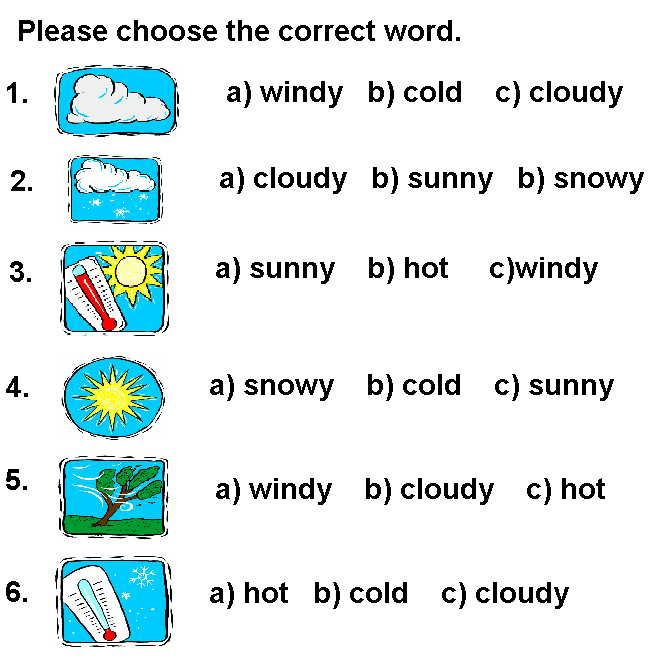 Please choose the correct word.
1. a) windy b) cold c) cloudy
2. a) cloudy b) sunny b) snowy
3. a) sunny b) hot c)windy
4. a) snowy b) cold c) sunny
5. a) windy b) cloudy c) hot
6. a) hot b) cold c) cloudy